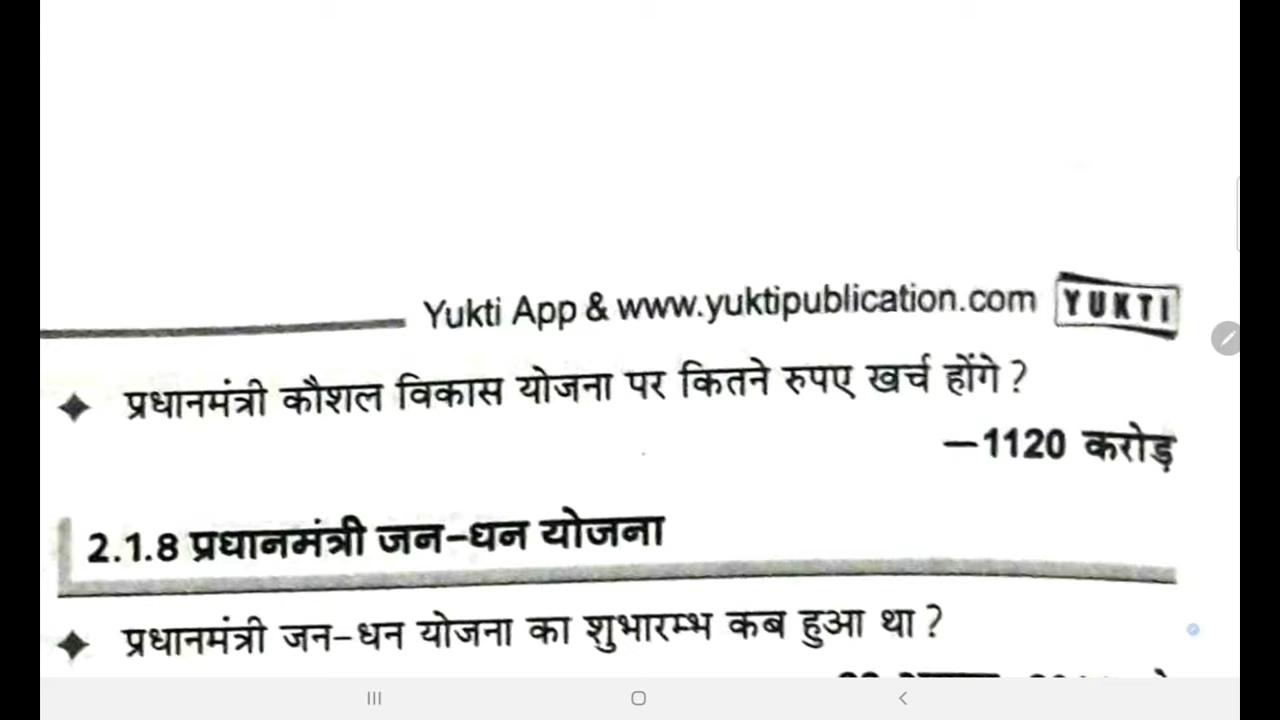 Yukti App & www.yuktipublication.com YUKTI
प्रधानमंत्री कौशल विकास योजना पर कितने रुपए खर्च होंगे ?
—1120 करोड़
2.1.8 प्रधानमंत्री जन-धन योजना
प्रधानमंत्री जन-धन योजना का शुभारम्भ कब हुआ था ?